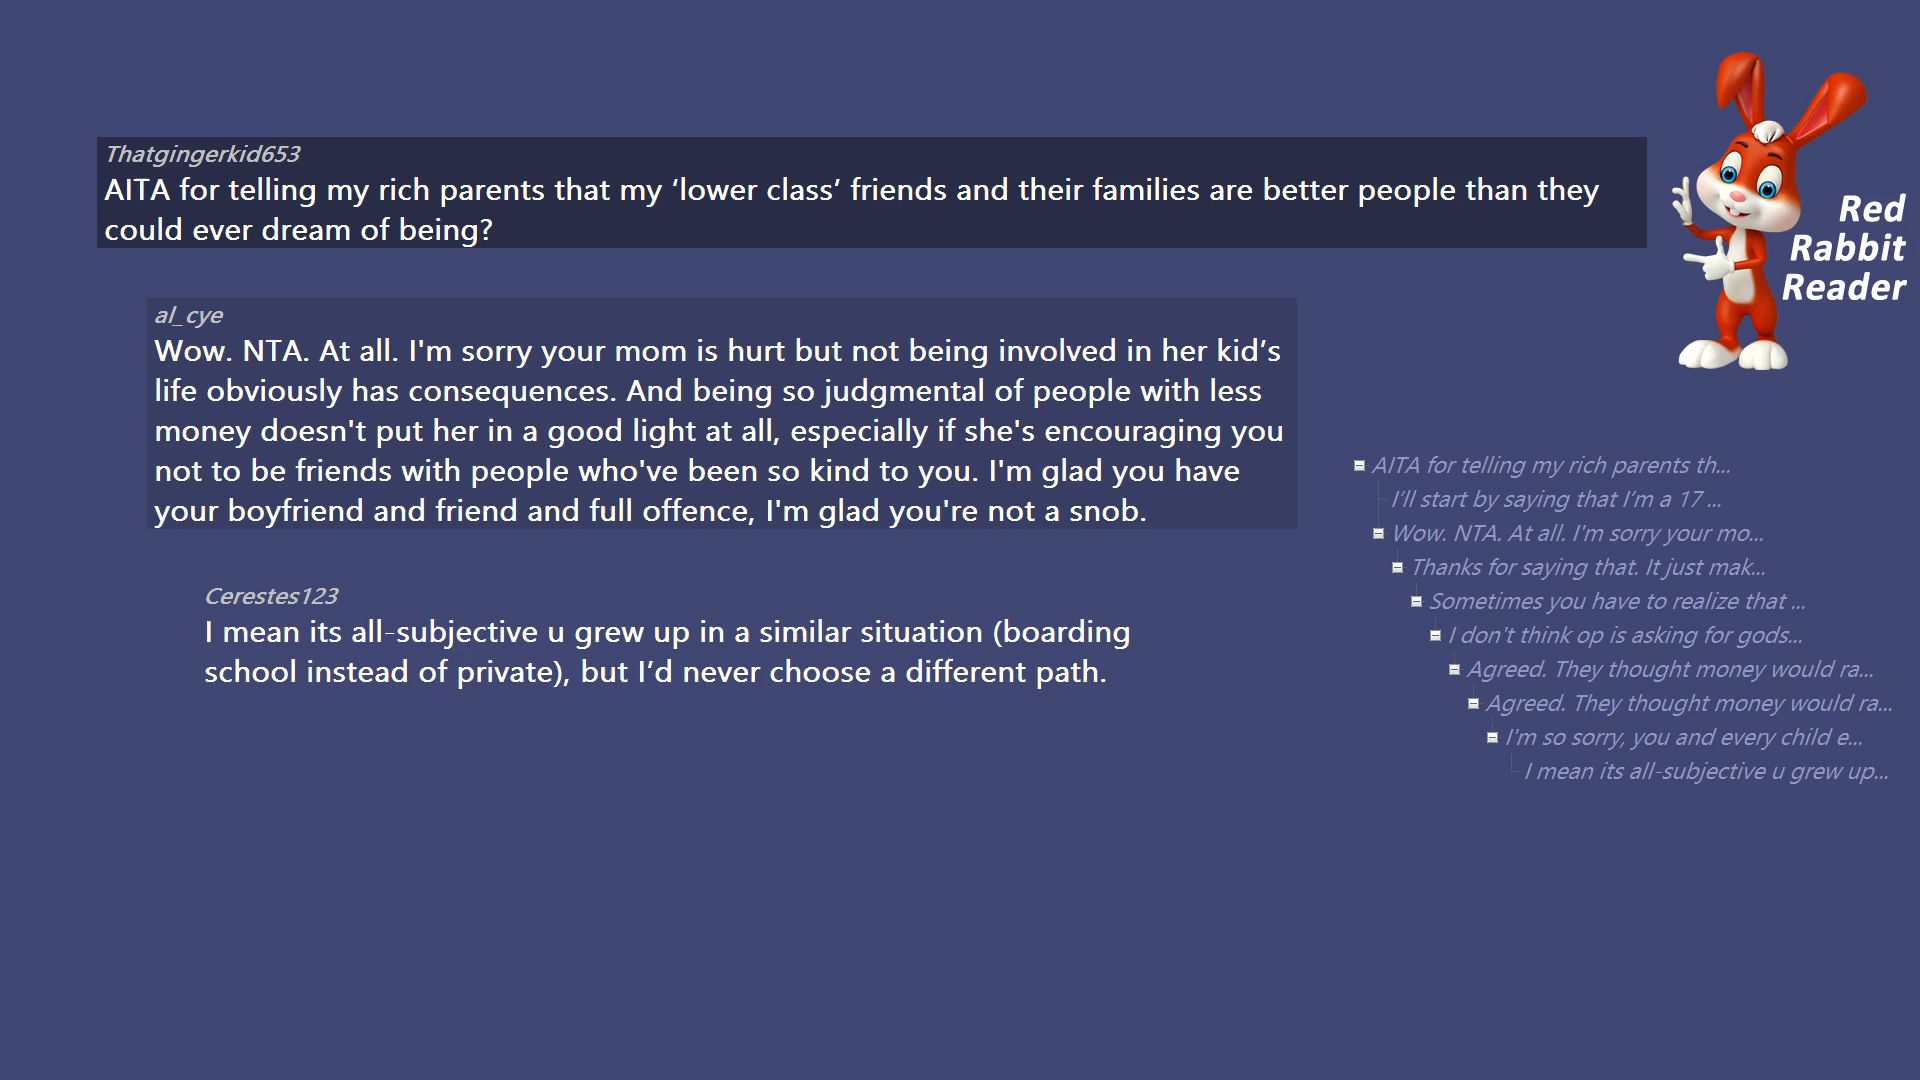 Thatgingerkid653
AITA for telling my rich parents that my ‘lower class’ friends and their families are better people than they
could ever dream of being?
al_cye
Wow. NTA. At all. I'm sorry your mom is hurt but not being involved in her kid’s
life obviously has consequences. And being so judgmental of people with less
money doesn't put her in a good light at all, especially if she's encouraging you
not to be friends with people who've been so kind to you. I'm glad you have
your boyfriend and friend and full offence, I'm glad you're not a snob.
Cerestes123
I mean its all-subjective u grew up in a similar situation (boarding
school instead of private), but I’d never choose a different path.
Red
Rabbit
Reader
AITA for telling my rich parents th...
I’ll start by saying that I’m a 17 ...
Wow. NTA. At all. I'm sorry your mo...
Thanks for saying that. It just mak...
Sometimes you have to realize that ...
I don't think op is asking for gods...
Agreed. They thought money would ra...
Agreed. They thought money would ra...
I'm so sorry, you and every child e...
I mean its all-subjective u grew up...